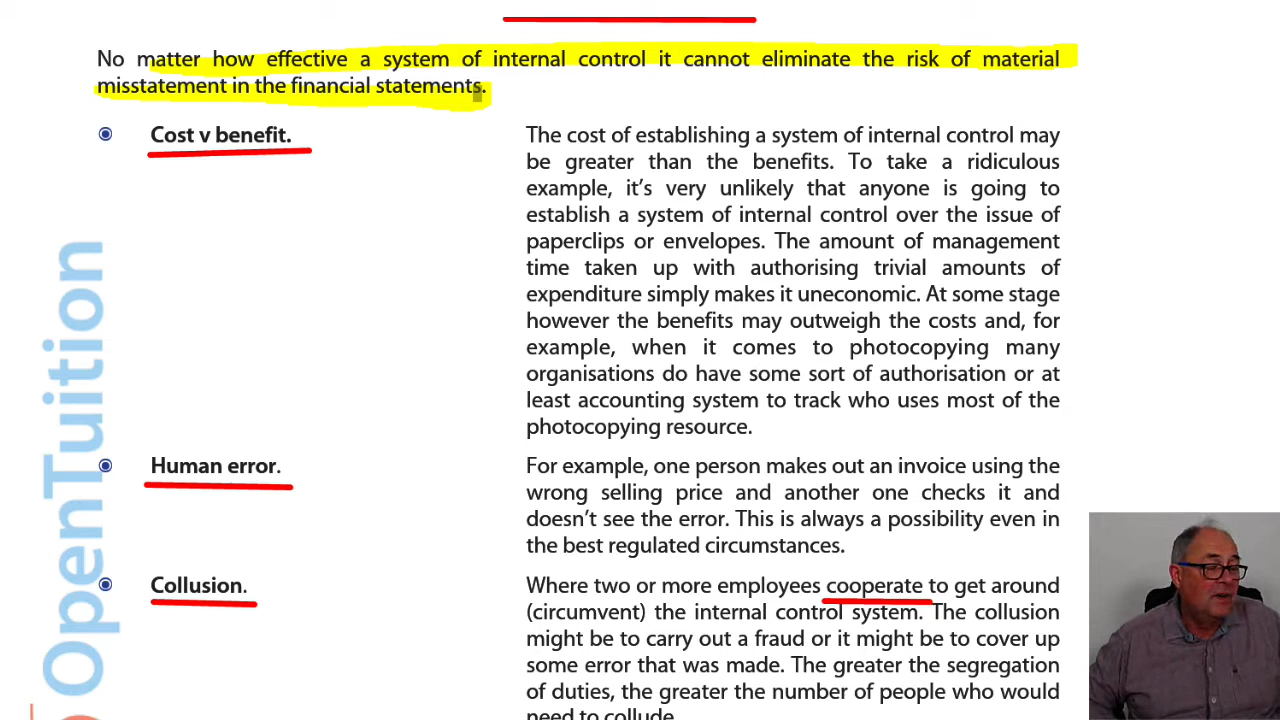 No matter how effective a system of internal control it cannot eliminate the risk of material
misstatement in the financial statements.
Cost v benefit.
The cost of establishing a system of internal control may
be greater than the benefits. To take a ridiculous
example, it's very unlikely that anyone is going to
establish a system of internal control over the issue of
paperclips or envelopes. The amount of management
time taken up with authorising trivial amounts of
expenditure simply makes it uneconomic. At some stage
however the benefits may outweigh the costs and, for
example, when it comes to photocopying many
organisations do have some sort of authorisation or at
least accounting system to track who uses most of the
photocopying resource.
Human error.
For example, one person makes out an invoice using the
wrong selling price and another one checks it and
doesn't see the error. This is always a possibility even in
the best regulated circumstances.
Collusion.
Where two or more employees cooperate to get around
(circumvent) the internal control system. The collusion
might be to carry out a fraud or it might be to cover up
some error that was made. The greater the segregation
of duties, the greater the number of people who would
need to collude.
OpenTuition